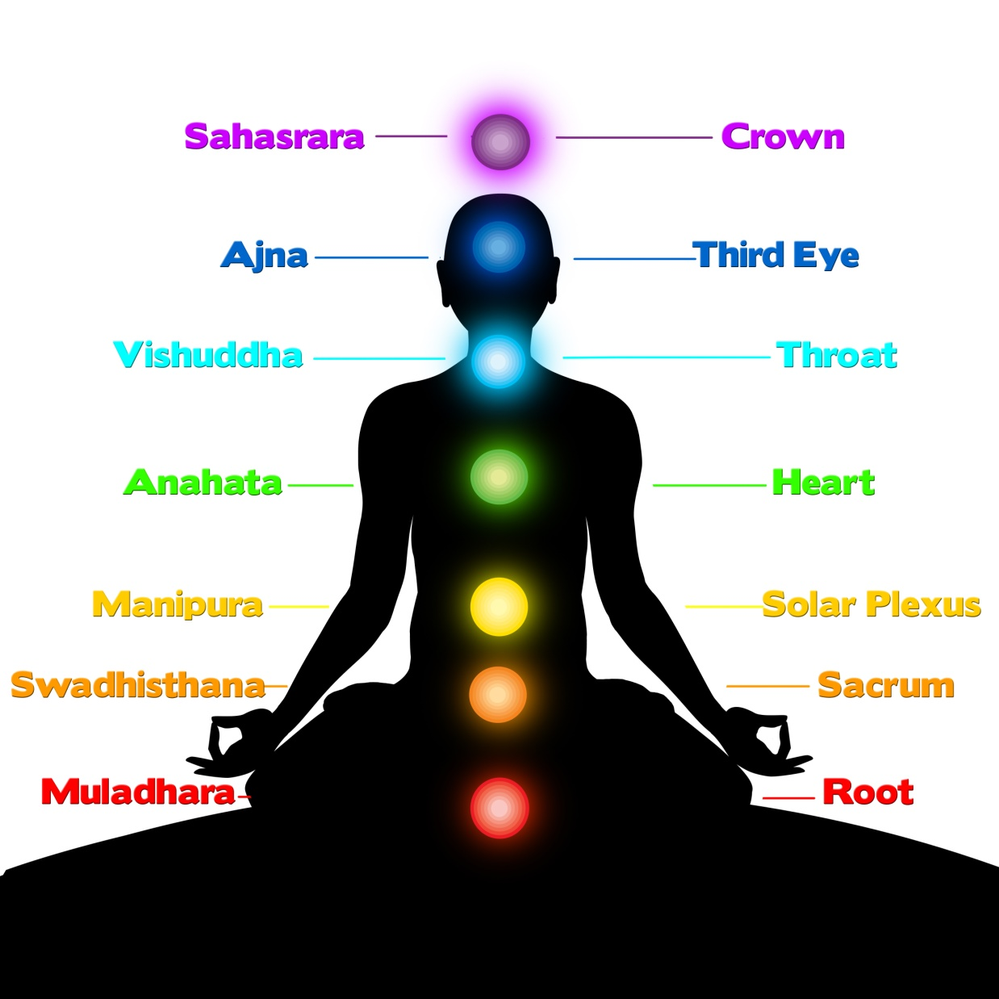 Sahasrara
Crown
Ajna
Third Eye
Vishuddha
Throat
Anahata
Heart
Manipura
Solar Plexus
Swadhisthana
Sacrum
Muladhara
Root